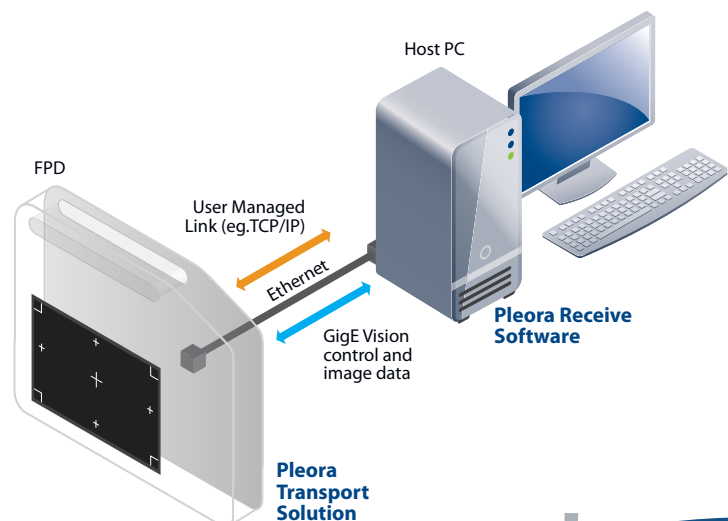 Host PC
FPD
User Managed
Link (eg.TCP/IP)
Ethernet
GigE Vision
control and
image data
Pleora Receive
Software
Pleora
Transport
Solution